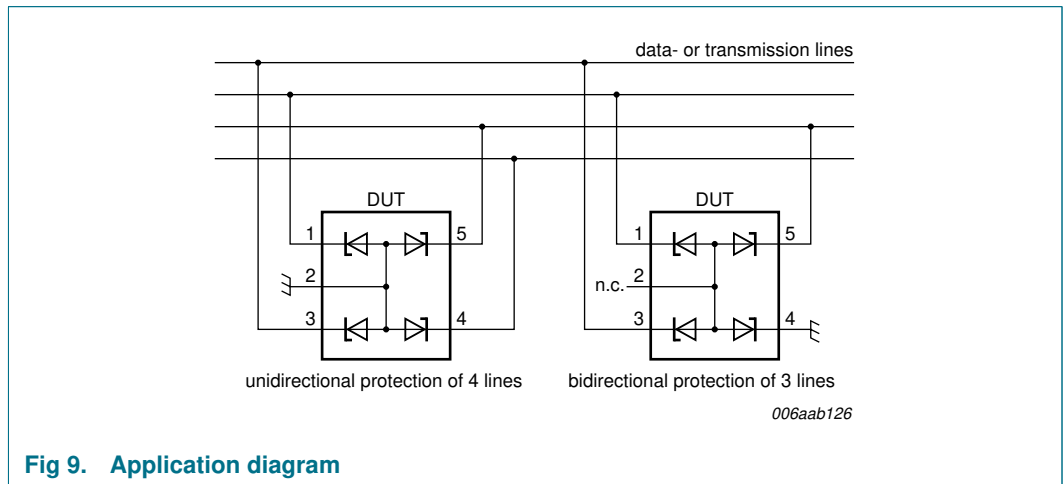 data- or transmission lines
DUT
DUT
1
5
1
5
2
n.c.
2
3
4
3
4
unidirectional protection of 4 lines
bidirectional protection of 3 lines
006aab126
Fig 9. Application diagram